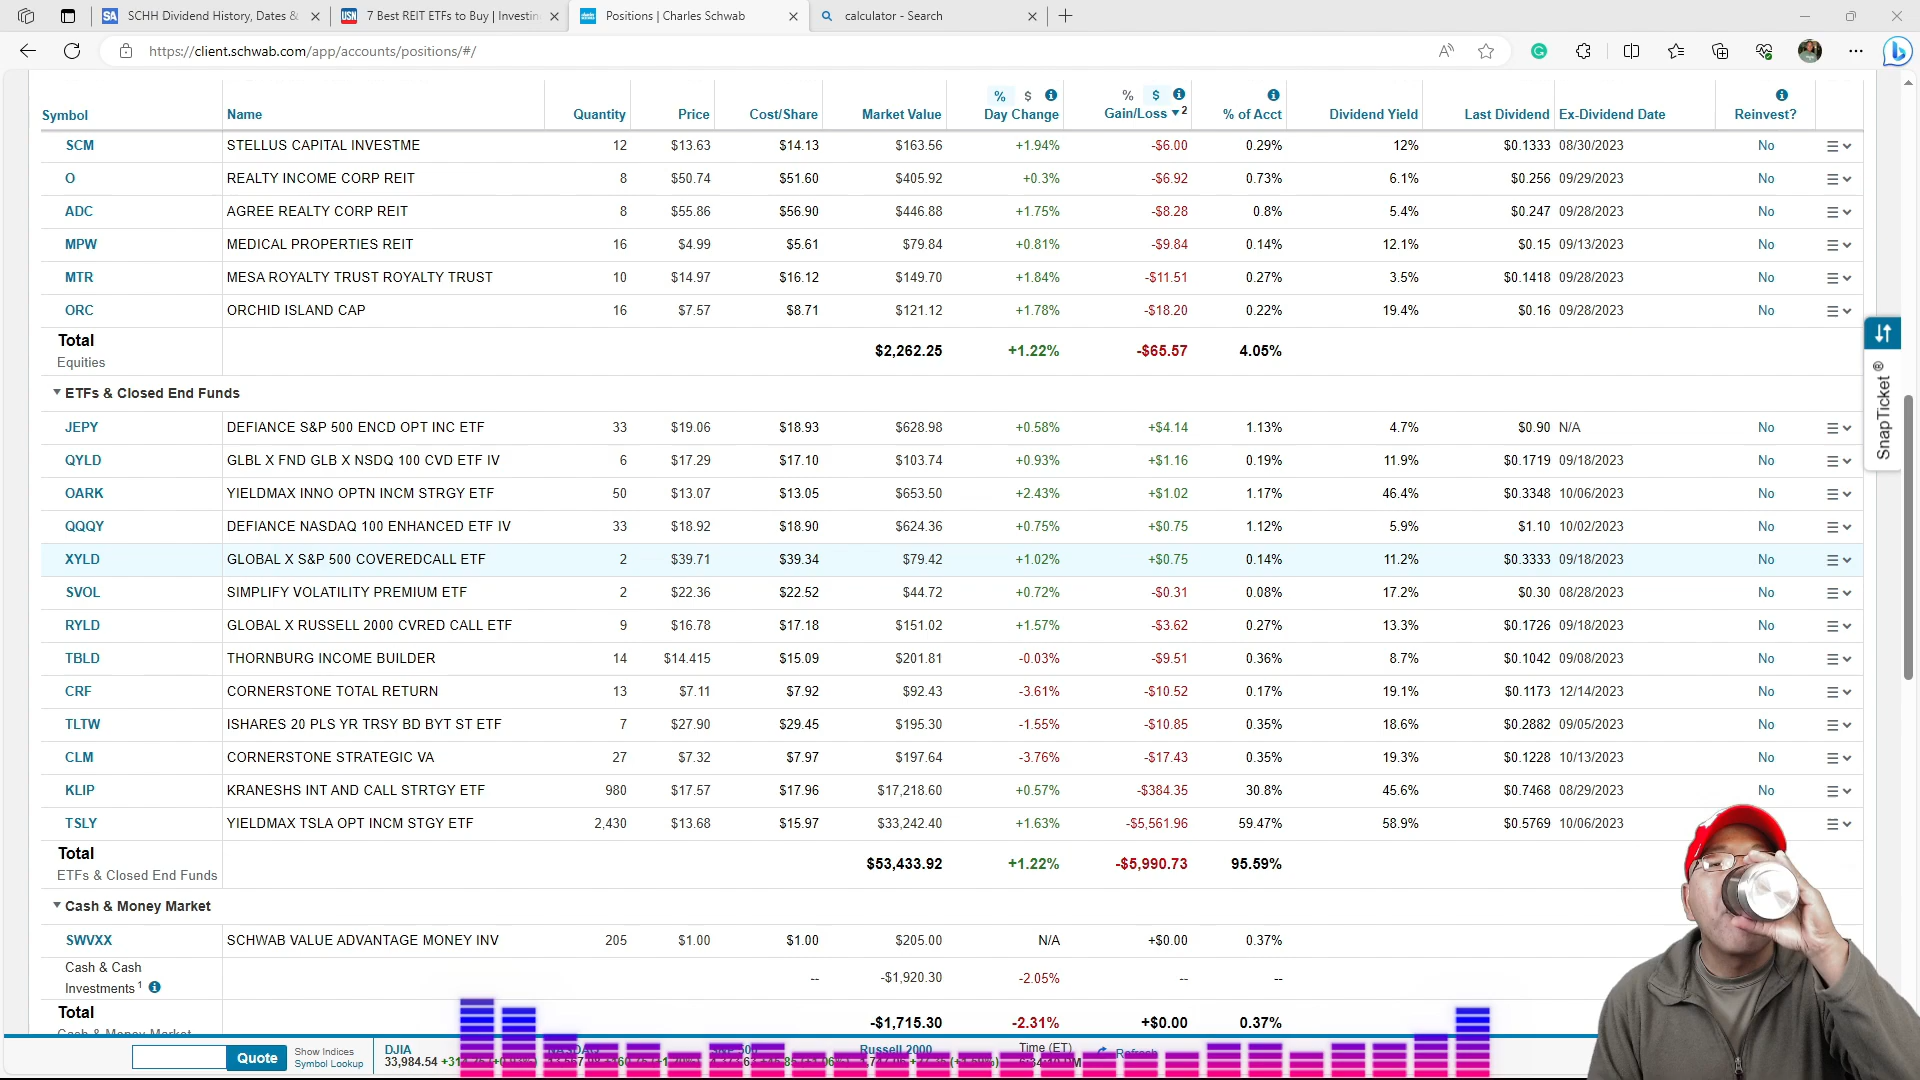 SCHH Dividend History, Dates &
7 Best REIT ETFs to Buy | Investin
Positions | Charles Schwab
calculator - Search
https://client.schwab.com/app/accounts/positions/#/
% $ % $
Symbol Name Quantity Price Cost/Share Market Value Day Change Gain/Loss 2 % of Acct Dividend Yield Last Dividend Ex-Dividend Date Reinvest?
SCM STELLUS CAPITAL INVESTME 12 $13.63 $14.13 $163.56 +1.94% -$6.00 0.29% 12% $0.1333 08/30/2023 No
O REALTY INCOME CORP REIT 8 $50.74 $51.60 $405.92 +0.3% -$6.92 0.73% 6.1% $0.256 09/29/2023 No
ADC AGREE REALTY CORP REIT 8 $55.86 $56.90 $446.88 +1.75% -$8.28 0.8% 5.4% $0.247 09/28/2023 No
MPW MEDICAL PROPERTIES REIT 16 $4.99 $5.61 $79.84 +0.81% -$9.84 0.14% 12.1% $0.15 09/13/2023 No
MTR MESA ROYALTY TRUST ROYALTY TRUST 10 $14.97 $16.12 $149.70 +1.84% -$11.51 0.27% 3.5% $0.1418 09/28/2023 No
ORC ORCHID ISLAND CAP 16 $7.57 $8.71 $121.12 +1.78% -$18.20 0.22% 19.4% $0.16 09/28/2023 No
Total
Equities $2,262.25 +1.22% -$65.57 4.05%
SnapTicket ®
ETFs & Closed End Funds
JEPY DEFIANCE S&P 500 ENCD OPT INC ETF 33 $19.06 $18.93 $628.98 +0.58% +$4.14 1.13% 4.7% $0.90 N/A No
QYLD GLBL X FND GLB X NSDQ 100 CVD ETF IV 6 $17.29 $17.10 $103.74 +0.93% +$1.16 0.19% 11.9% $0.1719 09/18/2023 No
OARK YIELDMAX INNO OPTN INCM STRGY ETF 50 $13.07 $13.05 $653.50 +2.43% +$1.02 1.17% 46.4% $0.3348 10/06/2023 No
QQQY DEFIANCE NASDAQ 100 ENHANCED ETF IV 33 $18.92 $18.90 $624.36 +0.75% +$0.75 1.12% 5.9% $1.10 10/02/2023 No
XYLD GLOBAL X S&P 500 COVEREDCALL ETF 2 $39.71 $39.34 $79.42 +1.02% +$0.75 0.14% 11.2% $0.3333 09/18/2023 No
SVOL SIMPLIFY VOLATILITY PREMIUM ETF 2 $22.36 $22.52 $44.72 +0.72% -$0.31 0.08% 17.2% $0.30 08/28/2023 No
RYLD GLOBAL X RUSSELL 2000 CVRED CALL ETF 9 $16.78 $17.18 $151.02 +1.57% -$3.62 0.27% 13.3% $0.1726 09/18/2023 No
TBLD THORNBURG INCOME BUILDER 14 $14.415 $15.09 $201.81 -0.03% -$9.51 0.36% 8.7% $0.1042 09/08/2023 No
CRF CORNERSTONE TOTAL RETURN 13 $7.11 $7.92 $92.43 -3.61% -$10.52 0.17% 19.1% $0.1173 12/14/2023 No
TLTW ISHARES 20 PLS YR TRSY BD BYT ST ETF 7 $27.90 $29.45 $195.30 -1.55% -$10.85 0.35% 18.6% $0.2882 09/05/2023 No
CLM CORNERSTONE STRATEGIC VA 27 $7.32 $7.97 $197.64 -3.76% -$17.43 0.35% 19.3% $0.1228 10/13/2023 No
KLIP KRANESHS INT AND CALL STRTGY ETF 980 $17.57 $17.96 $17,218.60 +0.57% -$384.35 30.8% 45.6% $0.7468 08/29/2023 No
TSLY YIELDMAX TSLA OPT INCM STGY ETF 2,430 $13.68 $15.97 $33,242.40 +1.63% -$5,561.96 59.47% 58.9% $0.5769 10/06/2023
Total
ETFs & Closed End Funds $53,433.92 +1.22% -$5,990.73 95.59%
Cash & Money Market
SWVXX SCHWAB VALUE ADVANTAGE MONEY INV 205 $1.00 $1.00 $205.00 N/A +$0.00 0.37%
Cash & Cash
Investments 1 -- -$1,920.30 -2.05% -- --
Total
Cash & Money Market -$1,715.30 -2.31% +$0.00 0.37%
Quote
Show Indices
Symbol Lookup
DJIA
33,984.54
NASDAQ
Russell 2000
Time (ET)
Refresh